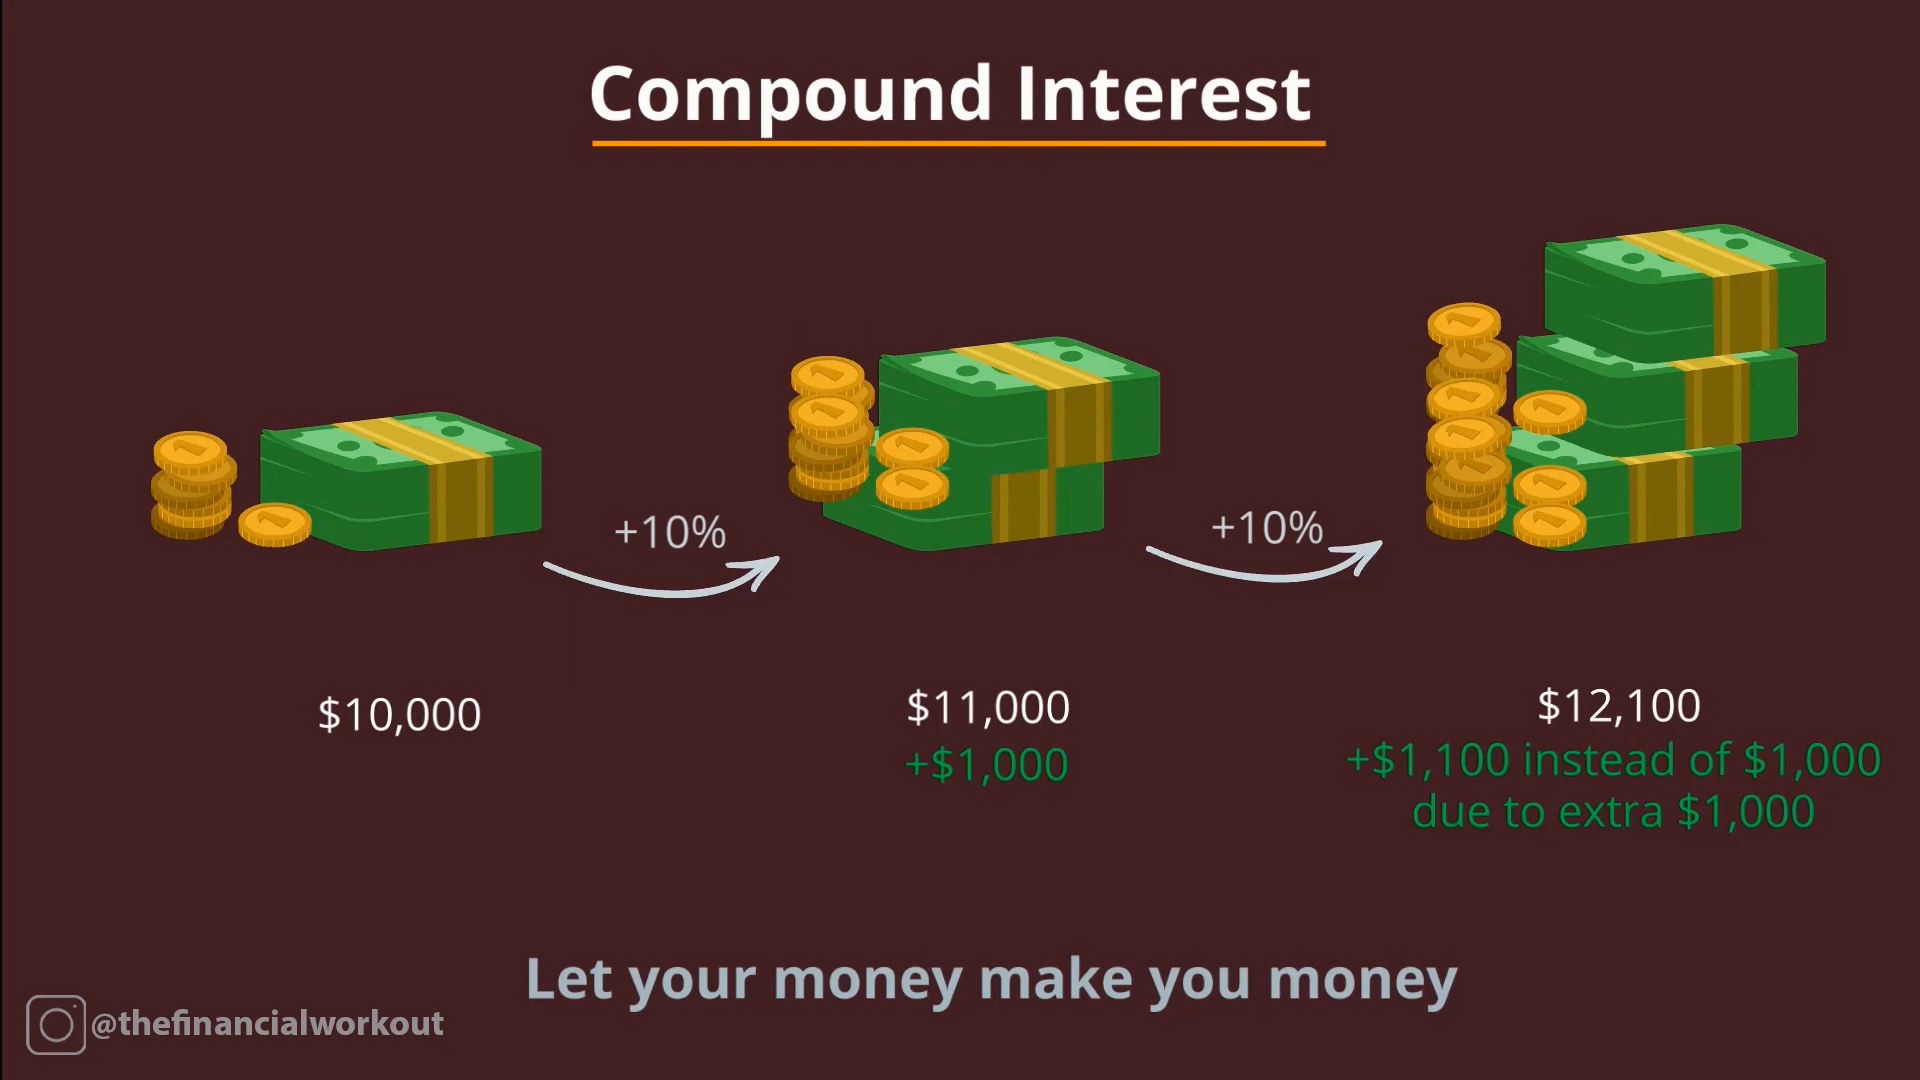 Compound Interest
+10%
+10%
$10,000
$11,000
+$1,000
$12,100
+$1,100 instead of $1,000
due to extra $1,000
Let your money make you money
@thefinancialworkout